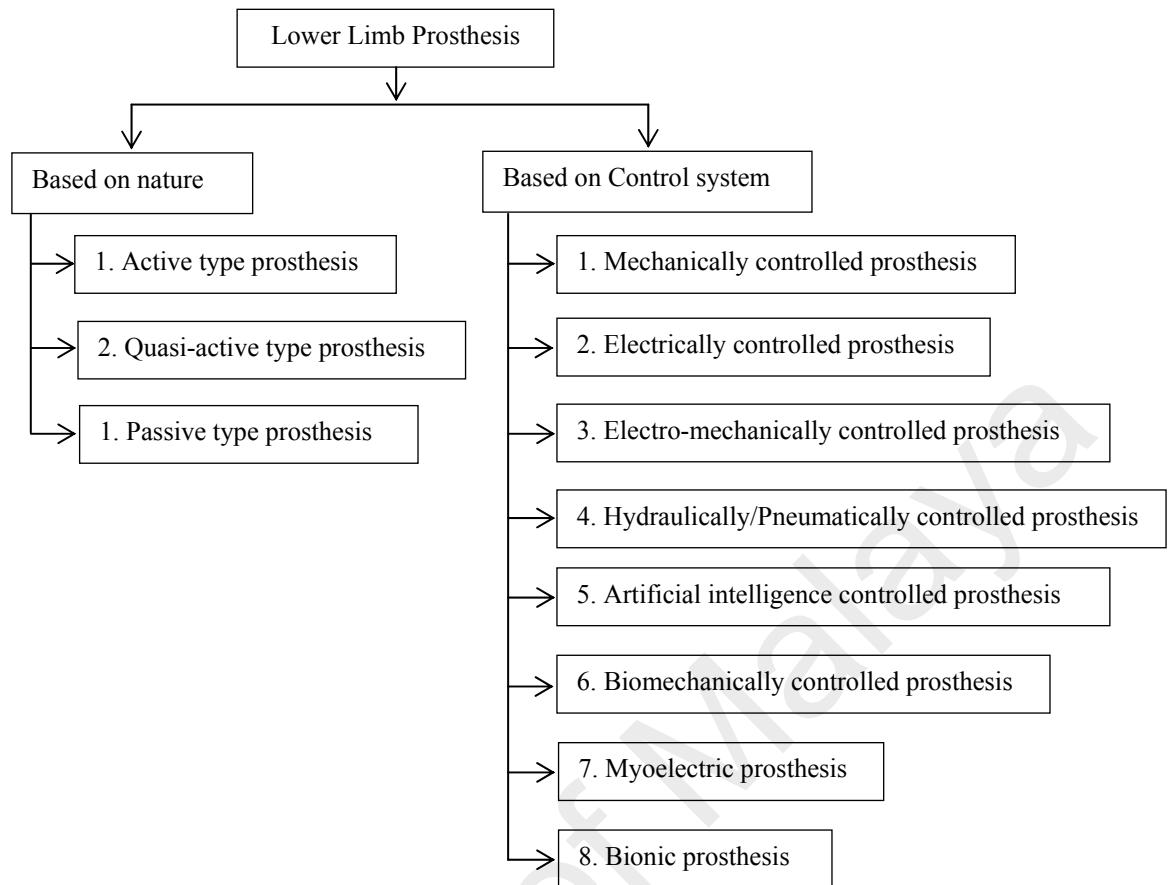 Lower Limb Prosthesis
Based on nature
1. Active type prosthesis
2. Quasi-active type prosthesis
1. Passive type prosthesis
Based on Control system
1. Mechanically controlled prosthesis
2. Electrically controlled prosthesis
3. Electro-mechanically controlled prosthesis
4. Hydraulically/Pneumatically controlled prosthesis
5. Artificial intelligence controlled prosthesis
6. Biomechanically controlled prosthesis
7. Myoelectric prosthesis
8. Bionic prosthesis
of Malaya